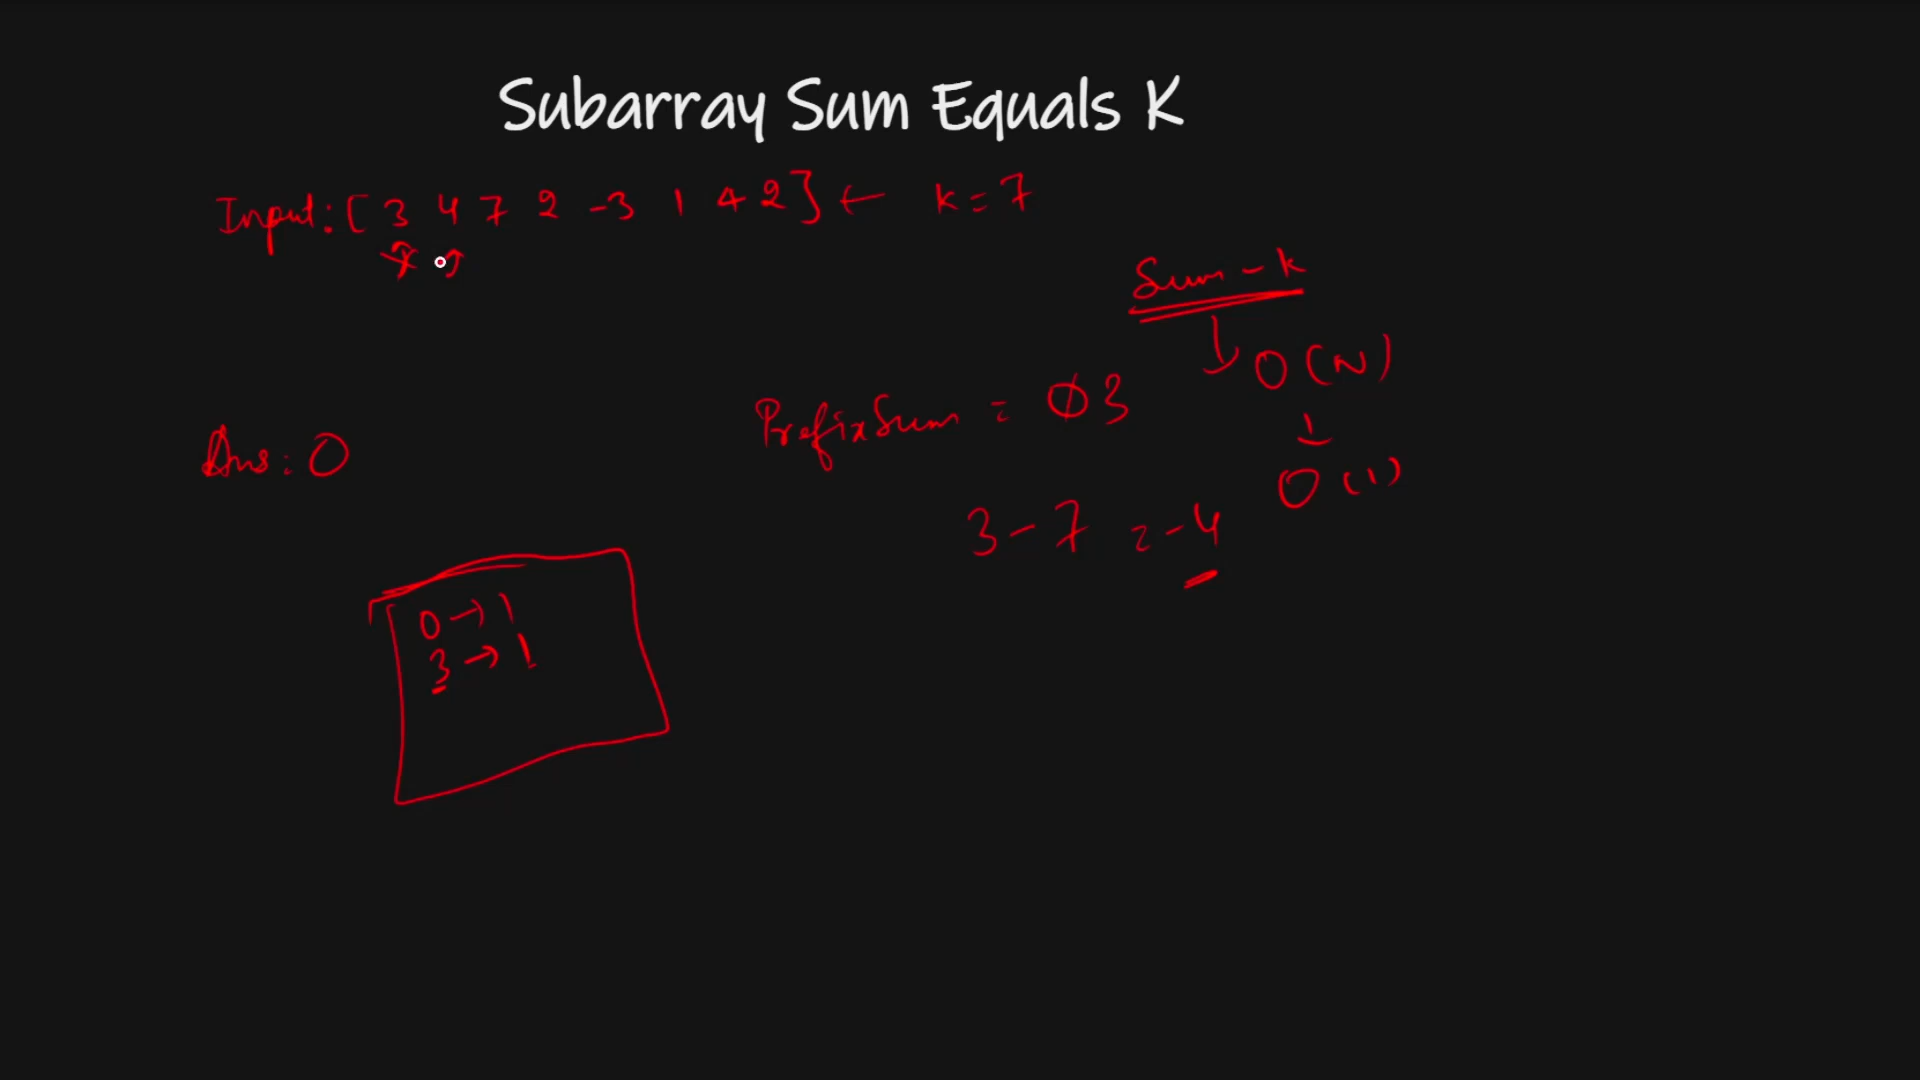 Subarray Sum Equals K
Input: [ 3 4 7 2 -3 1 4 2 ] ← k = 7
Sum - k
↓ O (N)
PrefixSum = 0 3
↓
Ans: 0
O (1)
3 - 7 = - 4
0 → 1
3 → 1